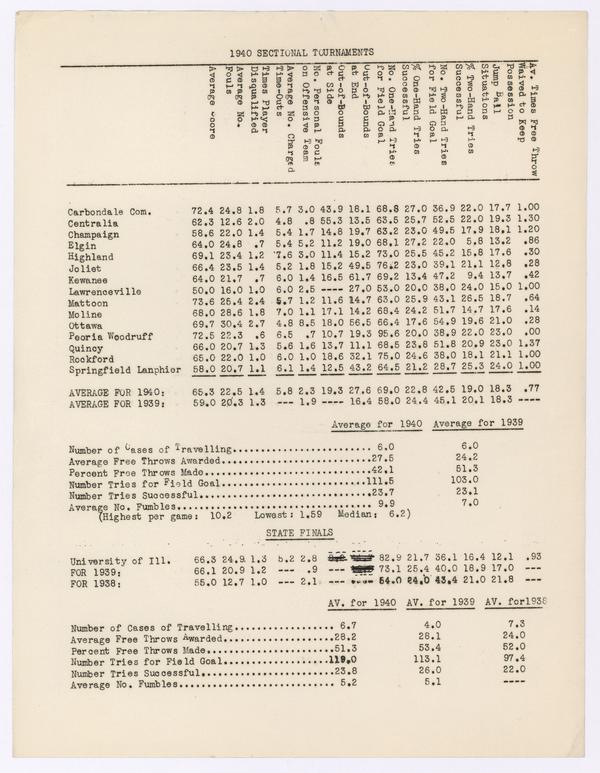 1940 SECTIONAL TOURNAMENTS
Average Score
Average No. Fouls
Times Player Disqualified
Average No. Charged Time-Outs
No. Personal Fouls on Offensive Team
Out-of-Bounds at Side
Out-of-Bounds at End
No. One-Hand Tries for Field Goal
% One-Hand Tries Successful
No. Two-Hand Tries for Field Goal
% Two-Hand Tries Successful
Jump Ball Situations
Av. Times Free Throw Waived to Keep Possession
Carbondale Com. 72.4 24.8 1.8 5.7 3.0 43.9 18.1 68.8 27.0 36.9 22.0 17.7 1.00
Centralia 62.3 12.6 2.0 4.8 .8 55.3 13.5 63.5 25.7 52.5 22.0 19.3 1.30
Champaign 58.6 22.0 1.4 5.4 1.7 14.8 19.7 63.2 23.0 49.5 17.9 18.1 1.20
Elgin 64.0 24.8 .7 5.4 5.2 11.2 19.0 68.1 27.2 22.0 5.8 13.2 .86
Highland 69.1 23.4 1.2 7.6 3.0 11.4 15.2 73.0 25.5 45.2 15.8 17.6 .30
Joliet 66.4 23.5 1.4 5.2 1.8 15.2 49.5 76.2 23.0 39.1 21.1 12.8 .28
Kewanee 64.0 21.7 .7 6.0 1.4 16.5 61.7 69.2 13.4 47.2 9.4 13.7 .42
Lawrenceville 50.0 16.0 1.0 6.0 2.5 ---- 27.0 53.0 20.0 38.0 24.0 15.0 1.00
Mattoon 73.6 25.4 2.4 5.7 1.2 11.6 14.7 63.0 25.9 43.1 26.5 18.7 .64
Moline 68.0 28.6 1.8 7.0 1.1 17.1 14.2 68.4 24.2 51.7 14.7 17.6 .14
Ottawa 69.7 30.4 2.7 4.8 8.5 18.0 56.5 66.4 17.6 54.9 19.6 21.0 .28
Peoria Woodruff 72.5 22.3 .6 6.5 .7 10.7 19.3 95.6 20.0 38.9 22.0 23.0 .00
Quincy 66.0 20.7 1.3 5.6 1.6 13.7 11.1 68.5 23.8 51.8 20.9 23.0 1.37
Rockford 65.0 22.0 1.0 6.0 1.0 18.6 32.1 75.0 24.6 38.0 18.1 21.1 1.00
Springfield Lanphier 58.0 20.7 1.1 6.1 1.4 12.5 43.2 64.5 21.2 28.7 25.3 24.0 1.00
AVERAGE FOR 1940: 65.3 22.5 1.4 5.8 2.3 19.3 27.6 69.0 22.8 42.5 19.0 18.3 .77
AVERAGE FOR 1939: 59.0 20.3 1.3 --- 1.9 ---- 16.4 58.0 24.4 45.1 20.1 18.3 ----
Average for 1940 Average for 1939
Number of Cases of Travelling.......................... 6.0 6.0
Average Free Throws Awarded..........................27.5 24.2
Percent Free Throws Made..............................42.1 51.3
Number Tries for Field Goal..........................111.5 103.0
Number Tries Successful...............................23.7 23.1
Average No. Fumbles................................... 9.9 7.0
(Highest per game: 10.2 Lowest: 1.59 Median: 6.2)
STATE FINALS
University of Ill. 66.3 24.9 1.3 5.2 2.8 82.9 21.7 36.1 16.4 12.1 .93
FOR 1939: 66.1 20.9 1.2 --- .9 --- 73.1 25.4 40.0 18.9 17.0 ---
FOR 1938: 55.0 12.7 1.0 --- 2.1 --- 54.0 24.0 43.4 21.0 21.8 ---
AV. for 1940 AV. for 1939 AV. for1938
Number of Cases of Travelling................. 6.7 4.0 7.3
Average Free Throws Awarded..................28.2 28.1 24.0
Percent Free Throws Made.....................51.3 53.4 52.0
Number Tries for Field Goal..................119.0 113.1 97.4
Number Tries Successful......................23.8 26.0 22.0
Average No. Fumbles.......................... 5.2 5.1 ----